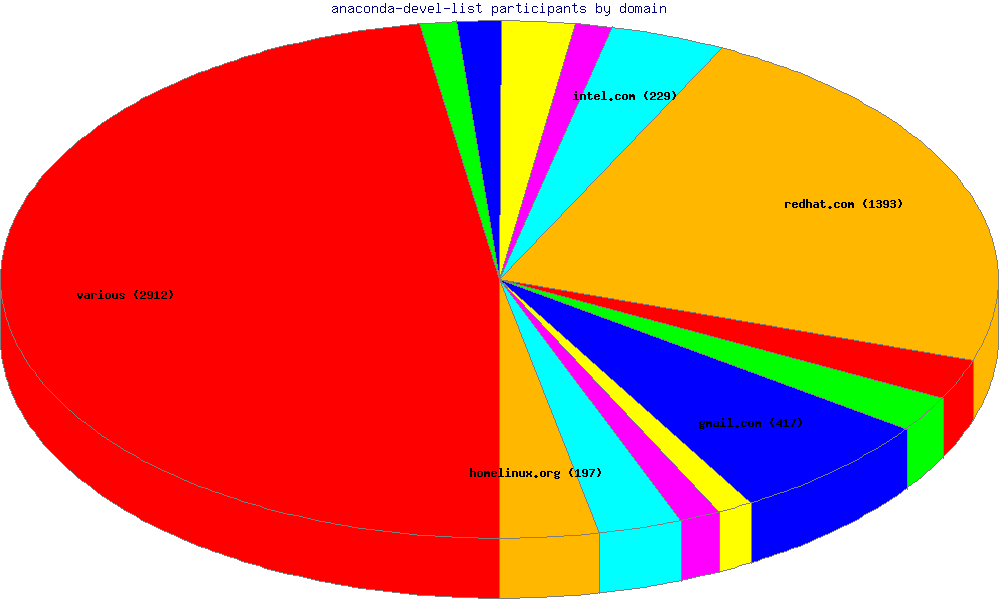 anaconda-devel-list participants by domain
intel.com (229)
redhat.com (1393)
various (2912)
gmail.com (417)
homelinux.org (197)